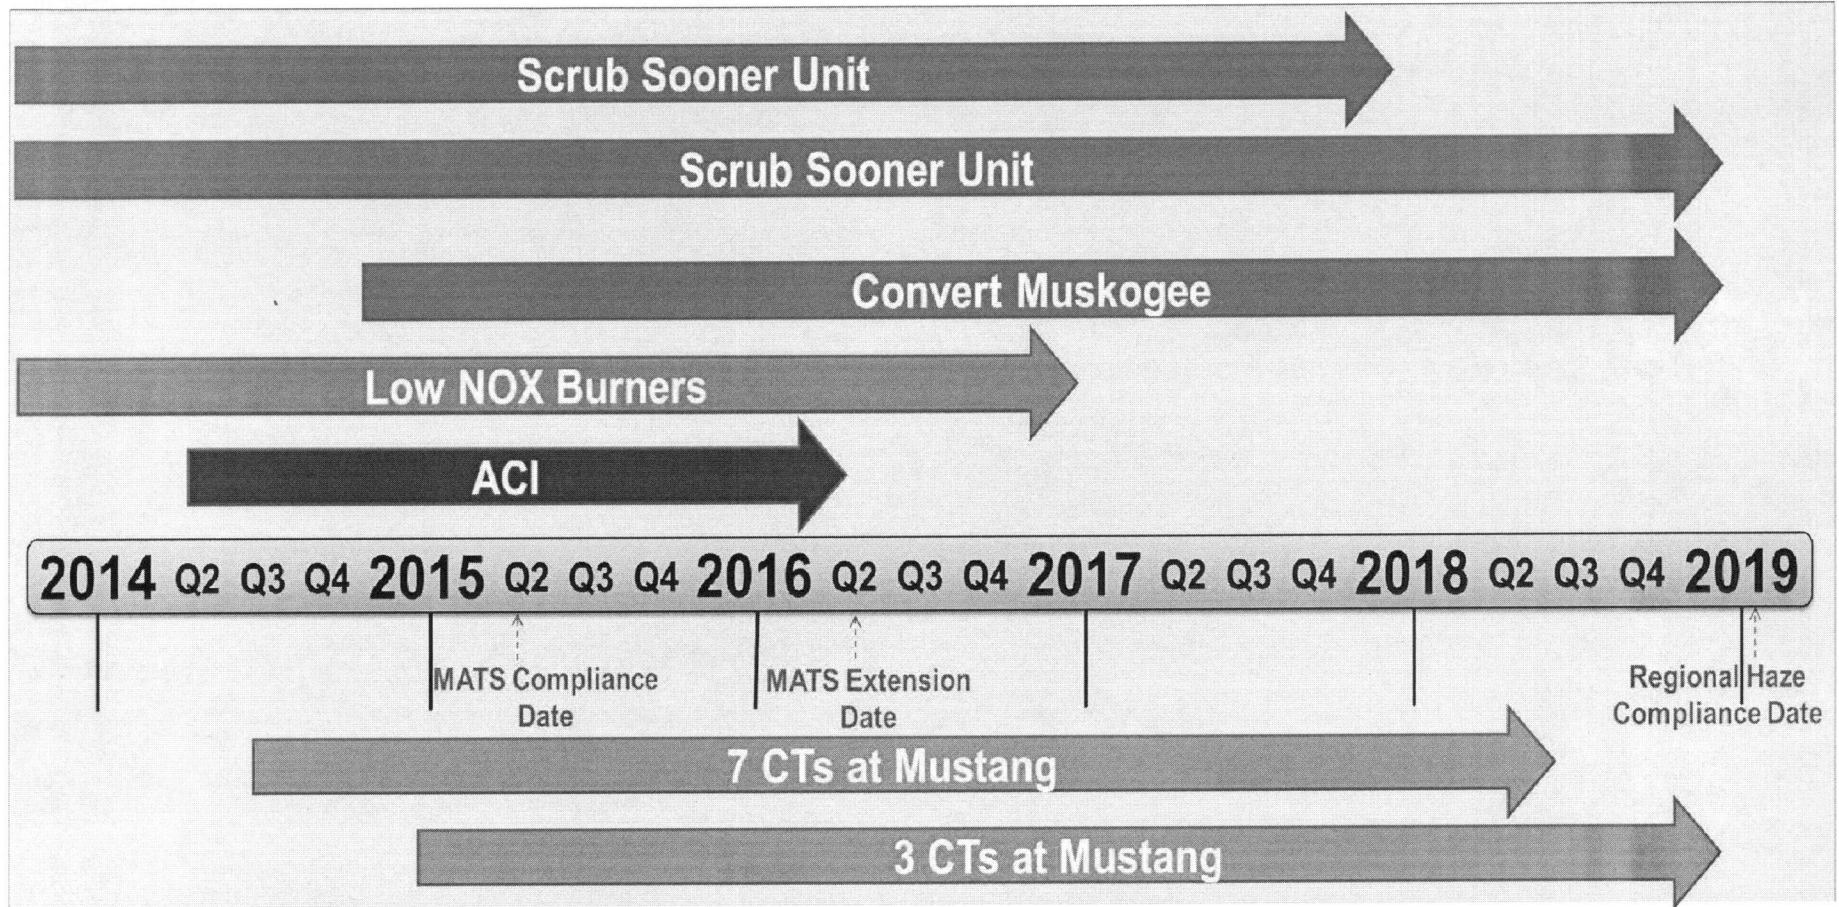 Scrub Sooner Unit
Scrub Sooner Unit
Convert Muskogee
Low NOX Burners
ACI
2014 Q2 Q3 Q4 2015 Q2 Q3 Q4 2016 Q2 Q3 Q4 2017 Q2 Q3 Q4 2018 Q2 Q3 Q4 2019
MATS Compliance
Date
MATS Extension
Date
Regional Haze
Compliance Date
7 CTs at Mustang
3 CTs at Mustang